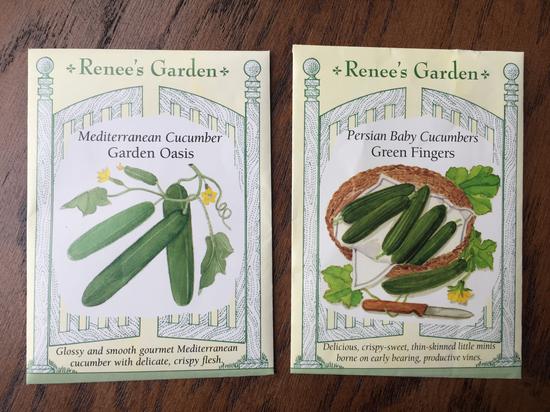 Renee's Garden
Mediterranean Cucumber
Garden Oasis
Glossy and smooth gourmet Mediterranean
cucumber with delicate, crispy flesh.
Renee's Garden
Persian Baby Cucumbers
Green Fingers
Delicious, crispy-sweet, thin-skinned little minis
borne on early bearing, productive vines.